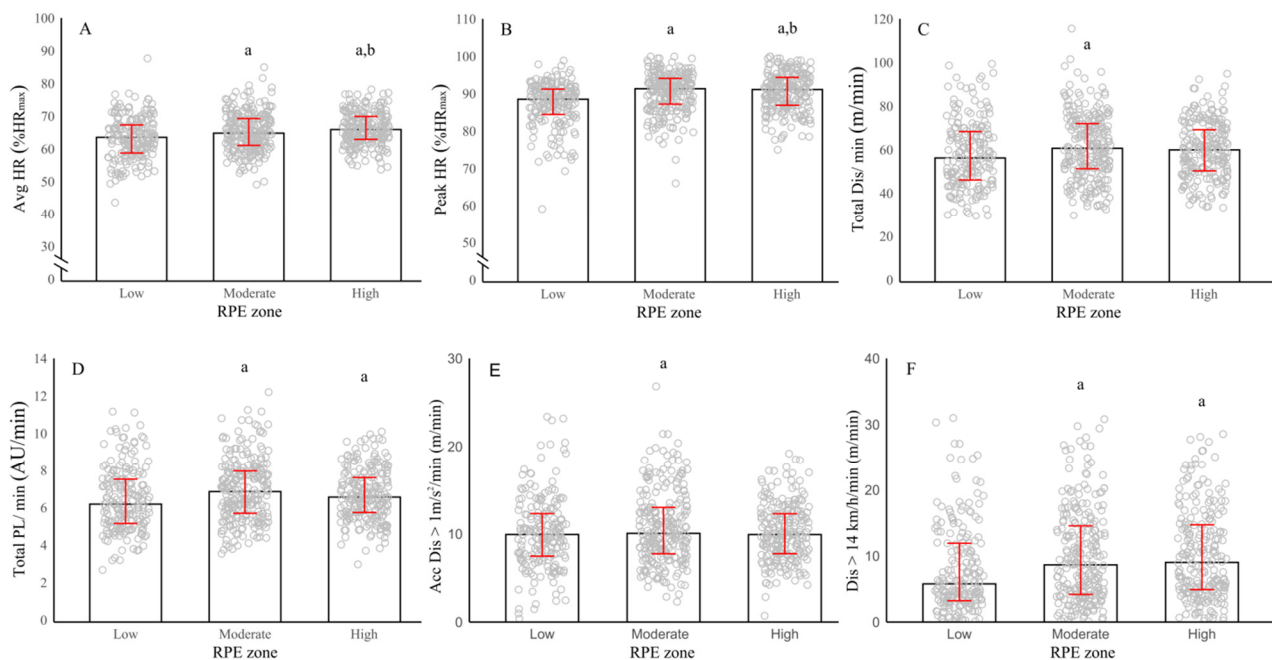 A
a
a,b
100
90
80
70
60
50
40
30
0
Avg HR (%HRmax)
Low
Moderate
High
RPE zone
B
a
a,b
110
100
90
80
70
60
50
0
Peak HR (%HRmax)
Low
Moderate
High
RPE zone
C
a
120
100
80
60
40
20
0
Total Dis/ min (m/min)
Low
Moderate
High
RPE zone
D
a
a
14
12
10
8
6
4
2
0
Total PL/ min (AU/min)
Low
Moderate
High
RPE zone
E
a
30
20
10
0
Acc Dis > 1m/s²/min (m/min)
Low
Moderate
High
RPE zone
F
a
a
40
30
20
10
0
Dis > 14 km/h/min (m/min)
Low
Moderate
High
RPE zone